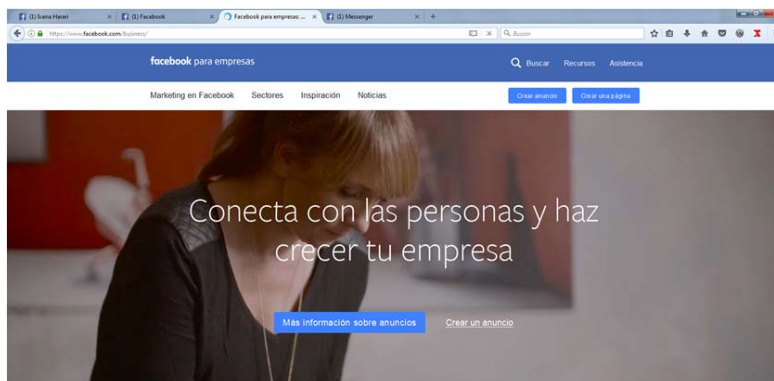 (1) Ivana Harari
(1) Facebook
Facebook para empresas: ...
(1) Messenger
https://www.facebook.com/business/
Buscar
facebook para empresas
Buscar Recursos Asistencia
Marketing en Facebook Sectores Inspiración Noticias
Crear anuncio Crear una página
Conecta con las personas y haz
crecer tu empresa
Más información sobre anuncios Crear un anuncio